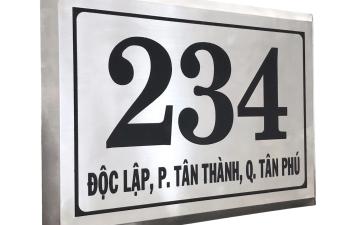 234
ĐỘC LẬP, P. TÂN THÀNH, Q. TÂN PHÚ